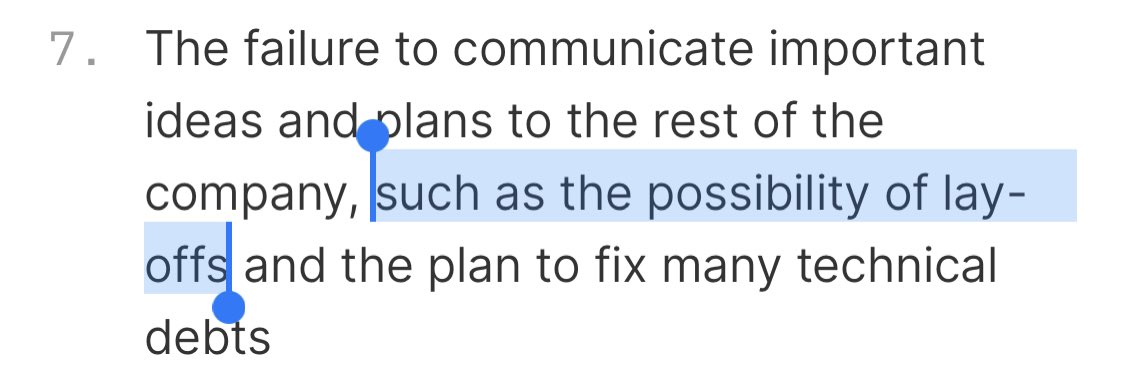 7. The failure to communicate important
ideas and plans to the rest of the
company, such as the possibility of lay-
offs and the plan to fix many technical
debts